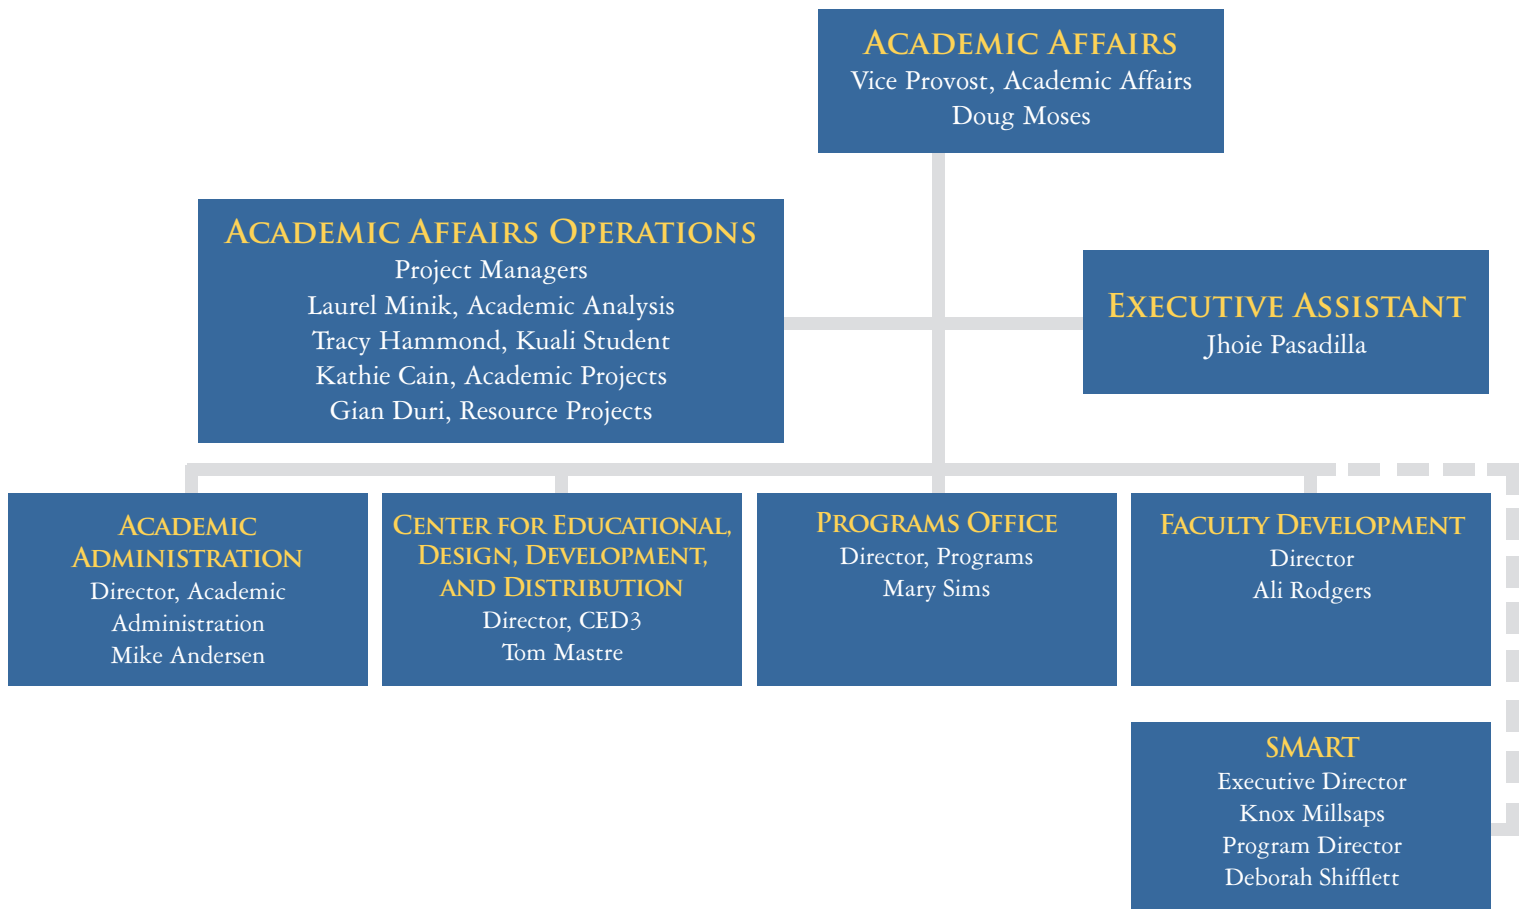 Academic Affairs
Vice Provost, Academic Affairs
Doug Moses
Academic Affairs Operations
Project Managers
Laurel Minik, Academic Analysis
Tracy Hammond, Kuali Student
Kathie Cain, Academic Projects
Gian Duri, Resource Projects
Executive Assistant
Jhoie Pasadilla
Academic
Administration
Director, Academic
Administration
Mike Andersen
Center for Educational,
Design, Development,
and Distribution
Director, CED3
Tom Mastre
Programs Office
Director, Programs
Mary Sims
Faculty Development
Director
Ali Rodgers
SMART
Executive Director
Knox Millsaps
Program Director
Deborah Shifflett